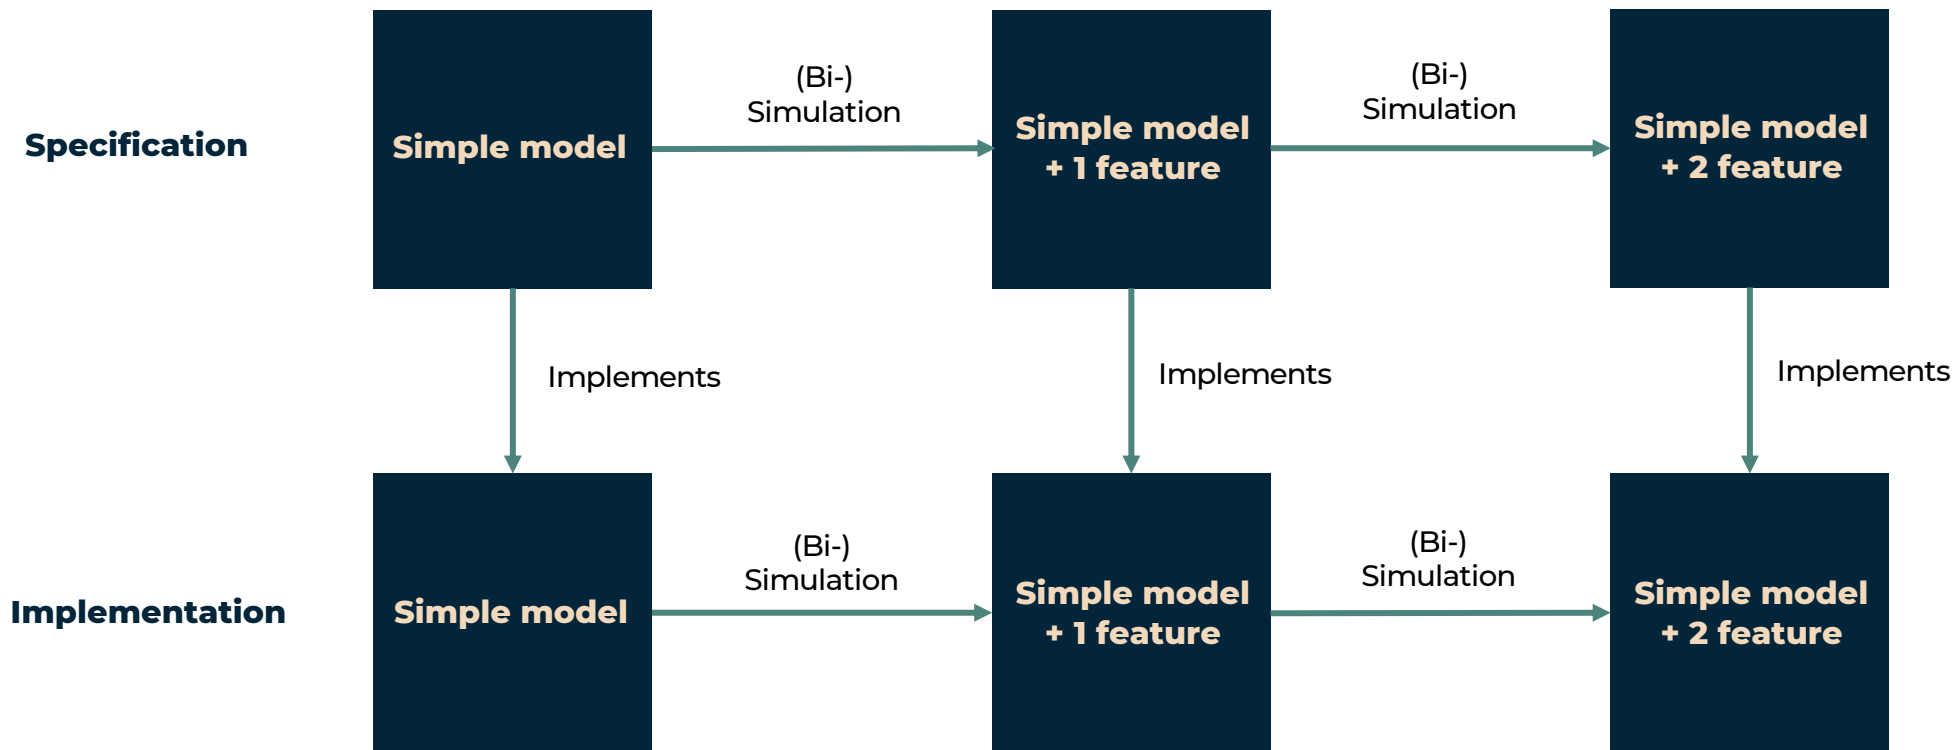 (Bi-)
Simulation
(Bi-)
Simulation
Specification
Simple model
Simple model
+ 1 feature
Simple model
+ 2 feature
Implements
Implements
Implements
(Bi-)
Simulation
(Bi-)
Simulation
Implementation
Simple model
Simple model
+ 1 feature
Simple model
+ 2 feature